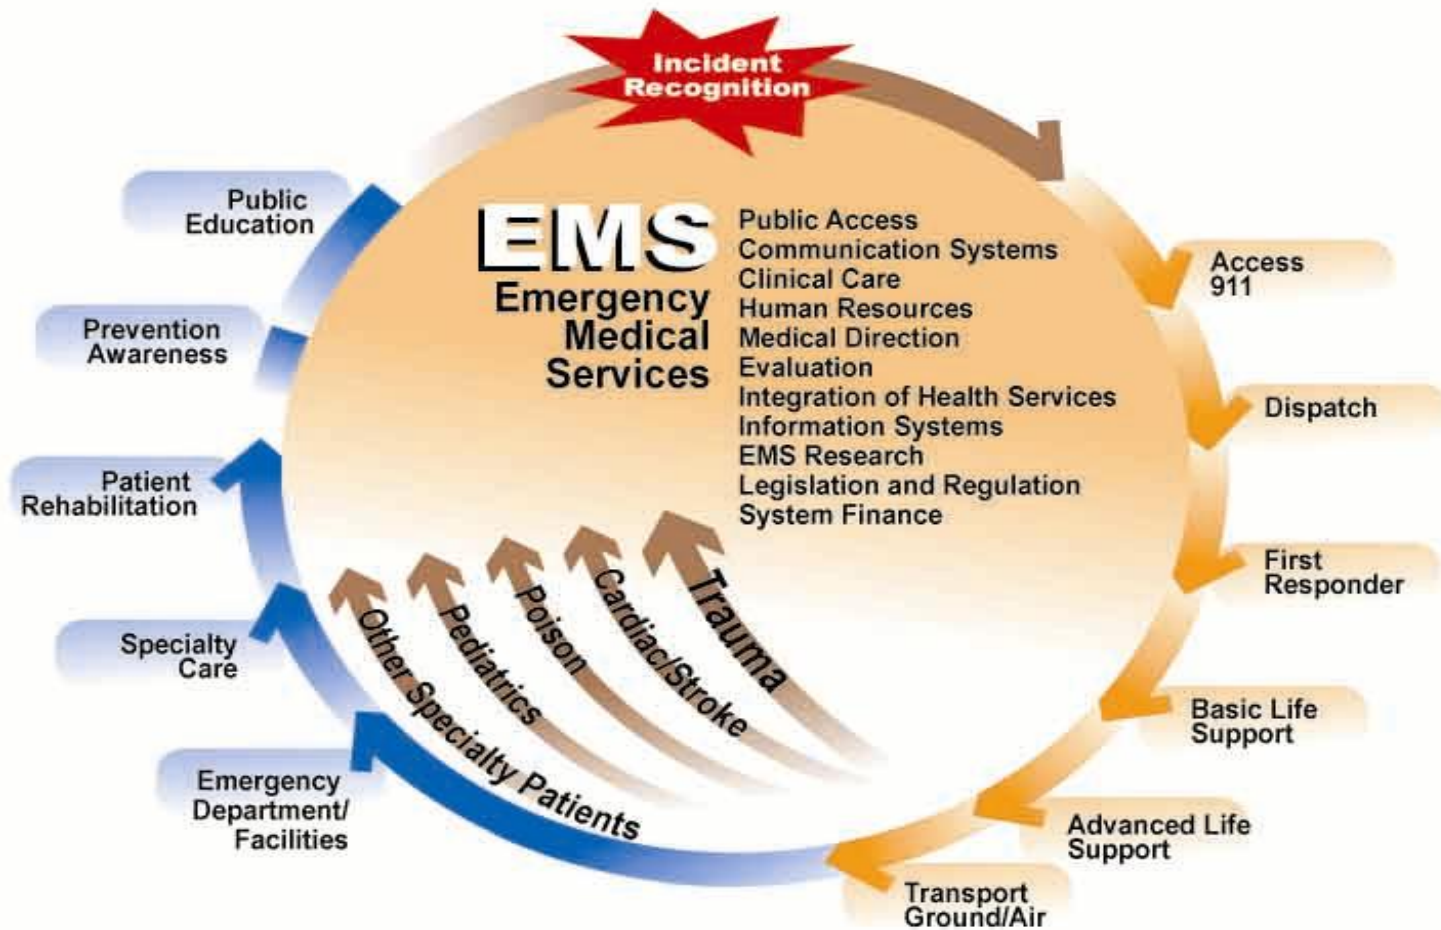 Incident
Recognition
EMS
Emergency
Medical
Services
Public Access
Communication Systems
Clinical Care
Human Resources
Medical Direction
Evaluation
Integration of Health Services
Information Systems
EMS Research
Legislation and Regulation
System Finance
Access
911
Dispatch
First
Responder
Basic Life
Support
Advanced Life
Support
Transport
Ground/Air
Emergency
Department/
Facilities
Specialty
Care
Patient
Rehabilitation
Prevention
Awareness
Public
Education
Other Specialty Patients
Pediatrics
Poison
Cardiac/Stroke
Trauma